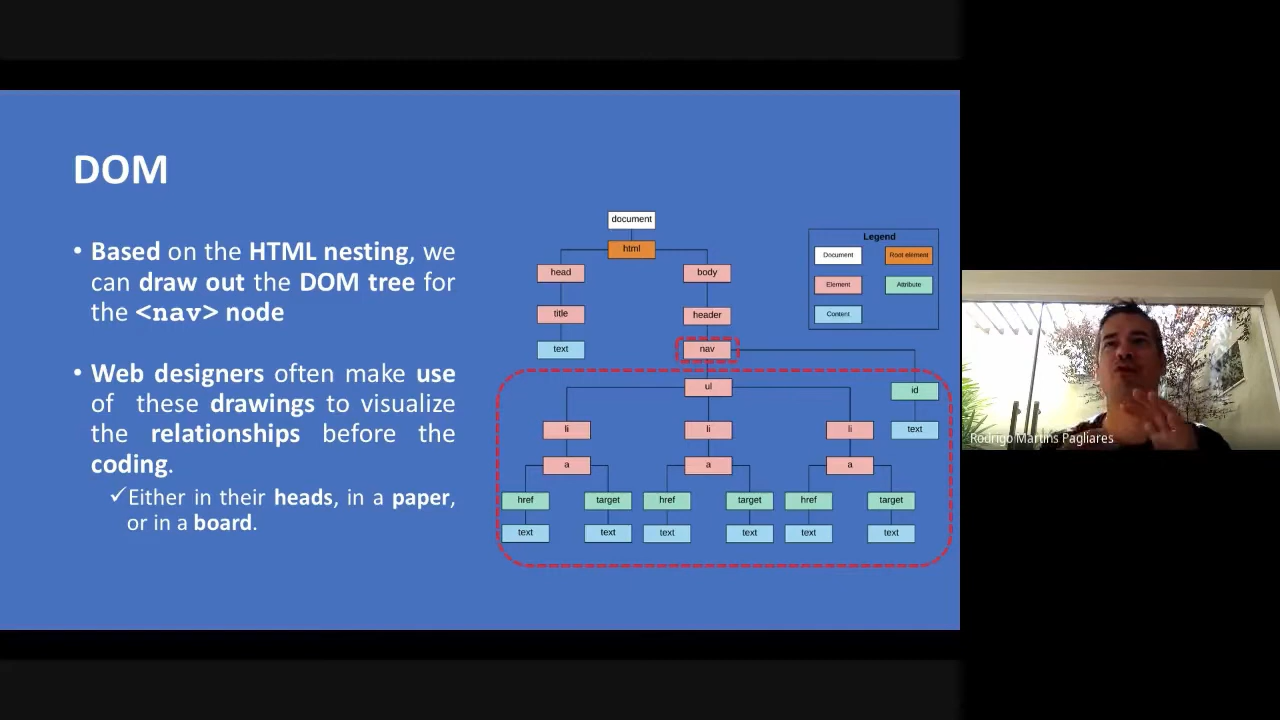 DOM
• Based on the HTML nesting, we
can draw out the DOM tree for
the <nav> node
• Web designers often make use
of these drawings to visualize
the relationships before the
coding.
✓Either in their heads, in a paper,
or in a board.
document
html
head
body
title
header
text
nav
ul
id
li
li
li
text
a
a
a
href
target
href
target
href
target
text
text
text
text
text
text
Legend
Document
Root element
Element
Attribute
Content
Rodrigo Martins Pagliares